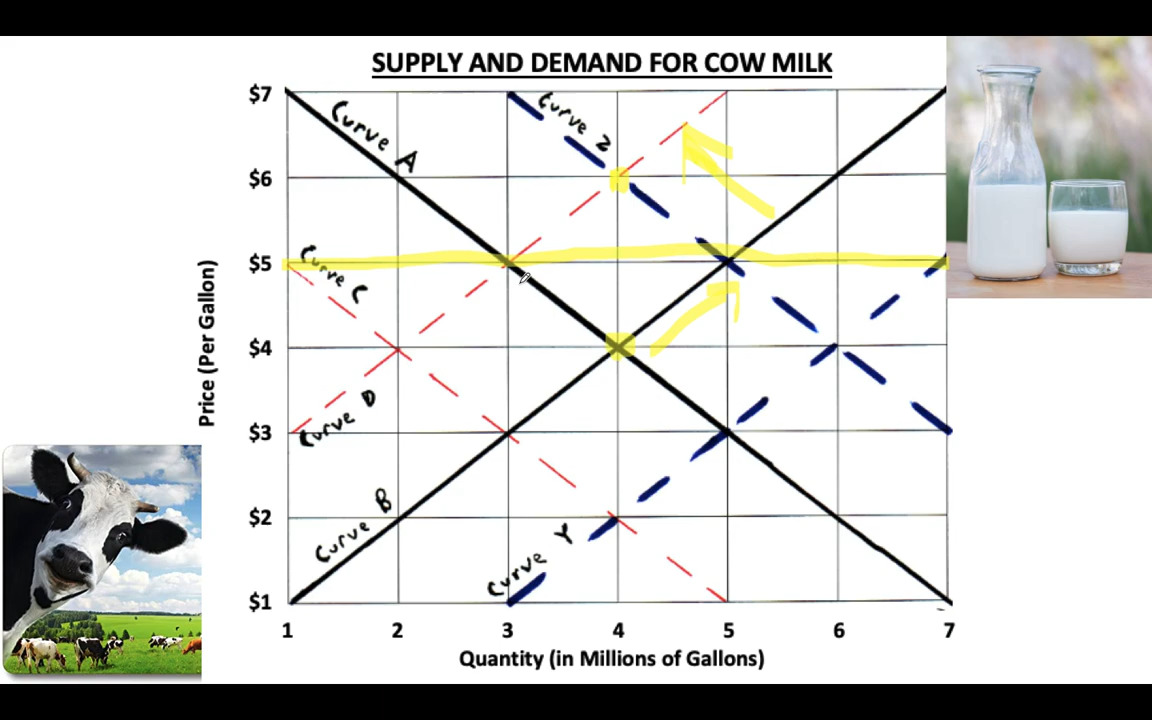 SUPPLY AND DEMAND FOR COW MILK
$7
$6
$5
$4
$3
$2
$1
Price (Per Gallon)
Curve A
Curve Z
Curve C
Curve D
Curve B
Curve Y
1 2 3 4 5 6 7
Quantity (in Millions of Gallons)